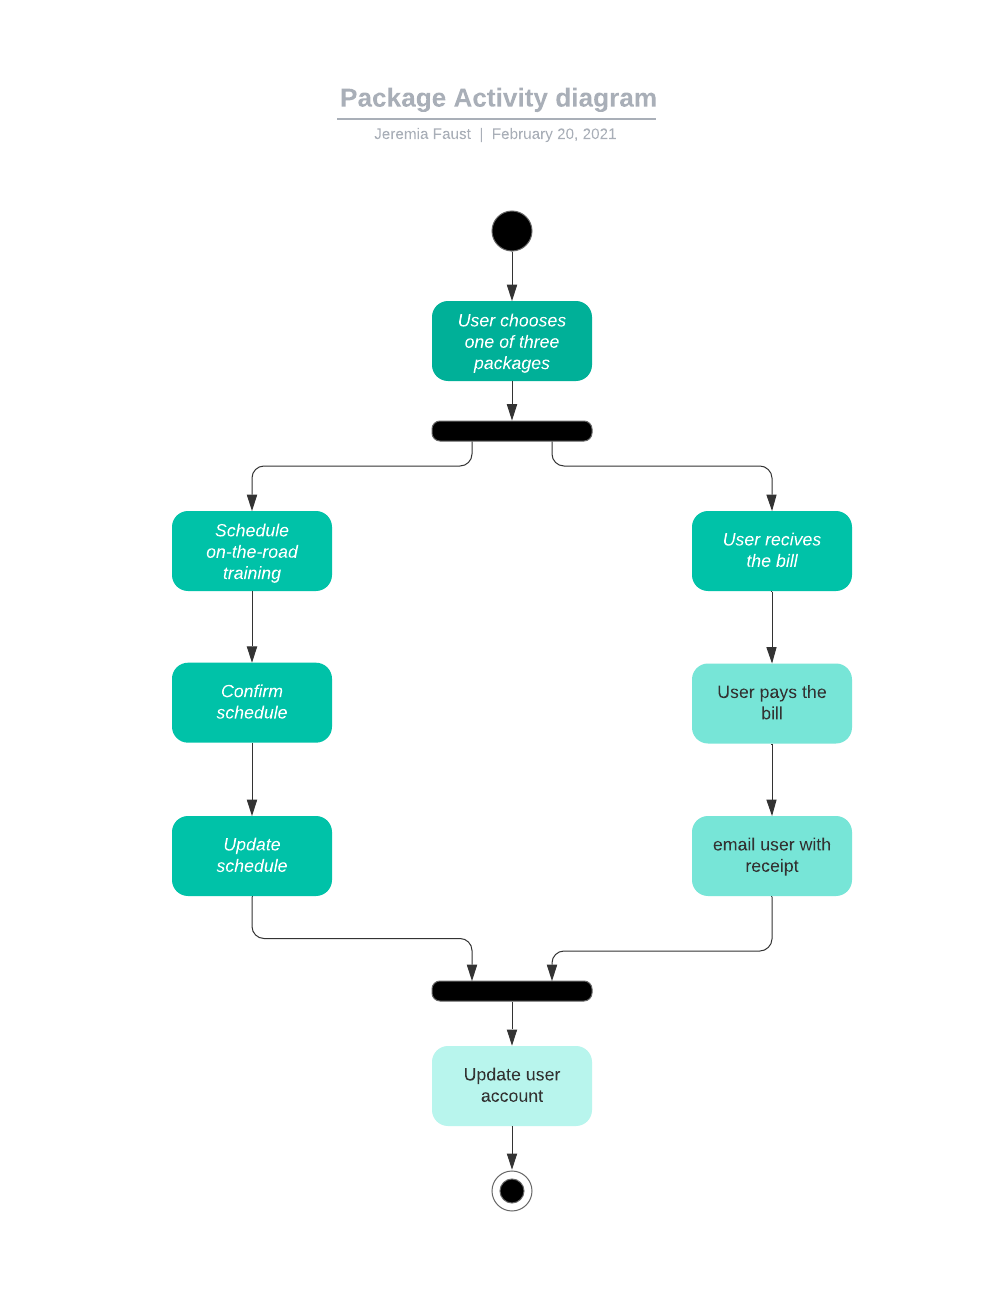 Package Activity diagram
Jeremia Faust | February 20, 2021
User chooses
one of three
packages
Schedule
on-the-road
training
User recives
the bill
Confirm
schedule
User pays the
bill
Update
schedule
email user with
receipt
Update user
account